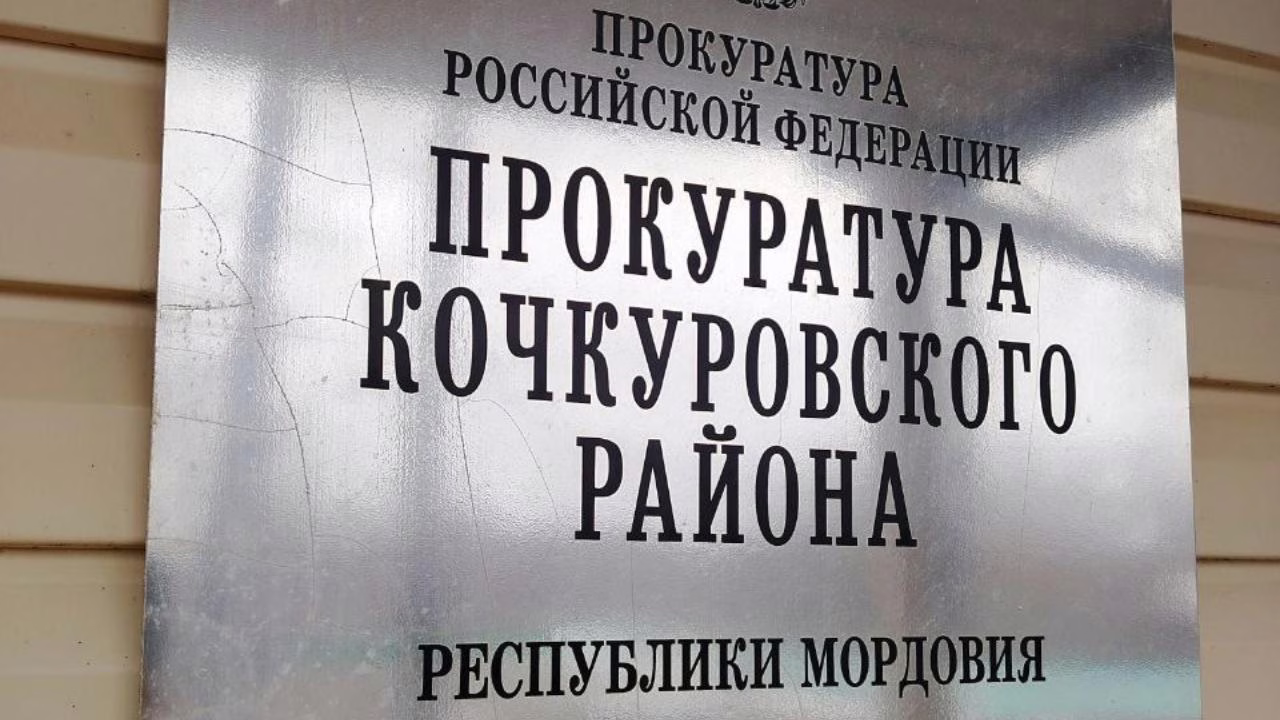 ПРОКУРАТУРА
РОССИЙСКОЙ ФЕДЕРАЦИИ
ПРОКУРАТУРА
КОЧКУРОВСКОГО
РАЙОНА
РЕСПУБЛИКИ МОРДОВИЯ